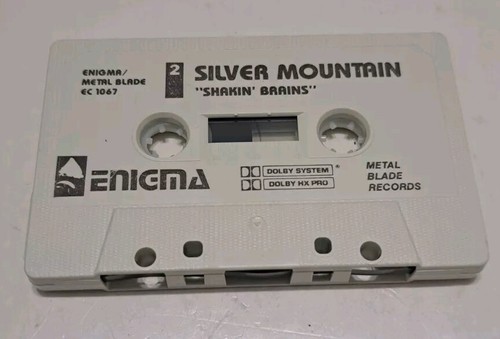 ENIGMA/
METAL BLADE
EC 1067
2
SILVER MOUNTAIN
"SHAKIN' BRAINS"
ENIGMA
DOLBY SYSTEM
DOLBY HX PRO
METAL
BLADE
RECORDS